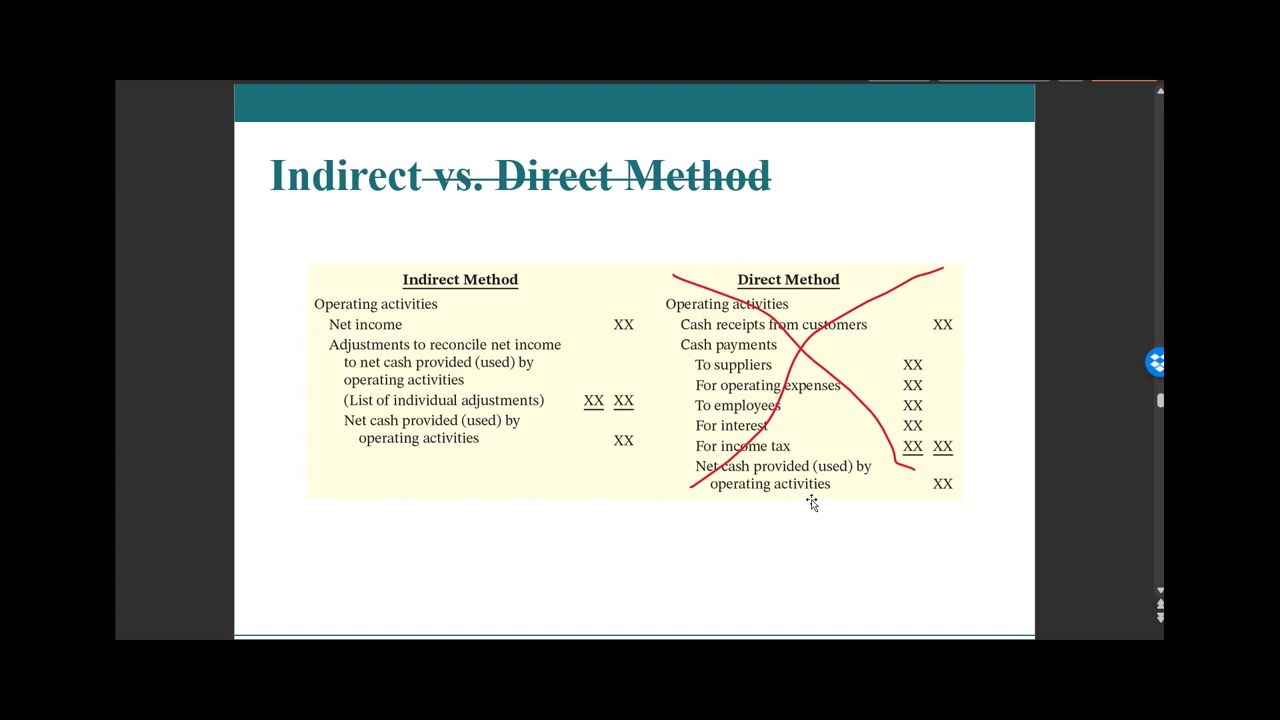 Indirect vs. Direct Method
Indirect Method
Operating activities
Net income XX
Adjustments to reconcile net income
to net cash provided (used) by
operating activities
(List of individual adjustments) XX XX
Net cash provided (used) by
operating activities XX
Direct Method
Operating activities
Cash receipts from customers XX
Cash payments
To suppliers XX
For operating expenses XX
To employees XX
For interest XX
For income tax XX XX
Net cash provided (used) by
operating activities XX